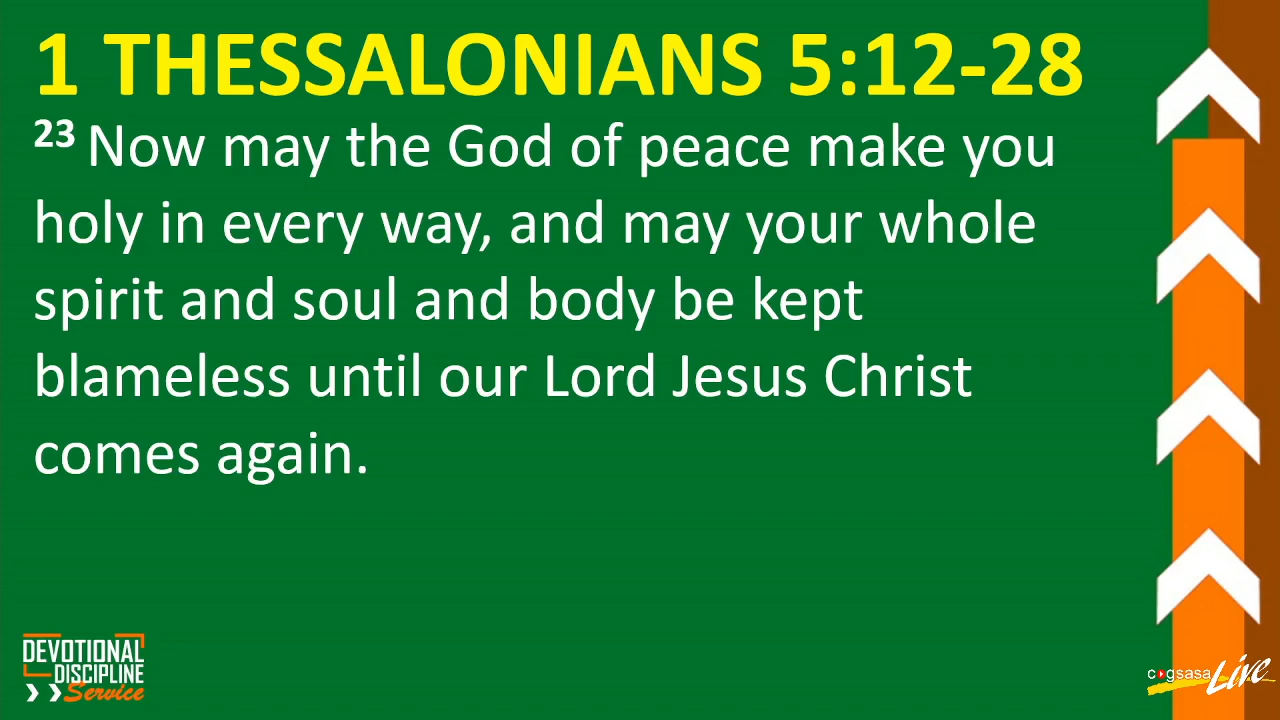 1 THESSALONIANS 5:12-28
23 Now may the God of peace make you
holy in every way, and may your whole
spirit and soul and body be kept
blameless until our Lord Jesus Christ
comes again.
DEVOTIONAL
DISCIPLINE
Service
cogsasa Live